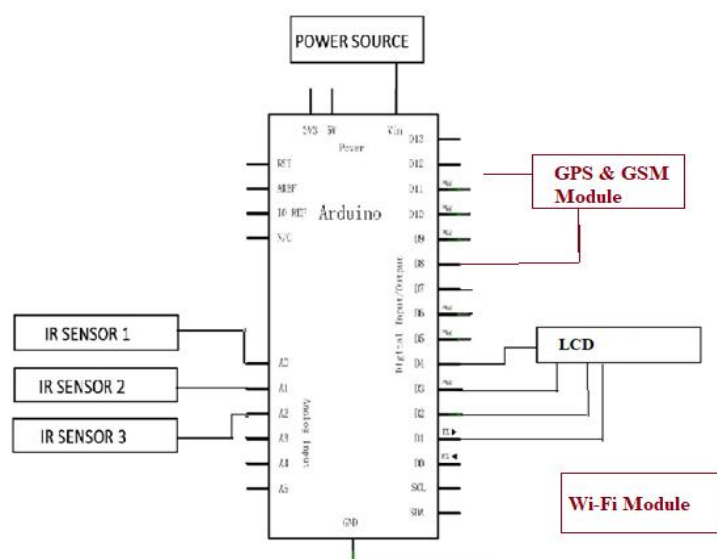 POWER SOURCE
3V3 5V Vin
Power
RST
AREF
IO REF
N/C
Arduino
D13
D12
D11
D10
D9
D8
D7
D6
D5
D4
D3
D2
D1
D0
SCL
SDA
Digital Input/Output
GPS & GSM
Module
IR SENSOR 1
IR SENSOR 2
IR SENSOR 3
A0
A1
A2
A3
A4
A5
Analog Input
LCD
TX
RX
GND
Wi-Fi Module